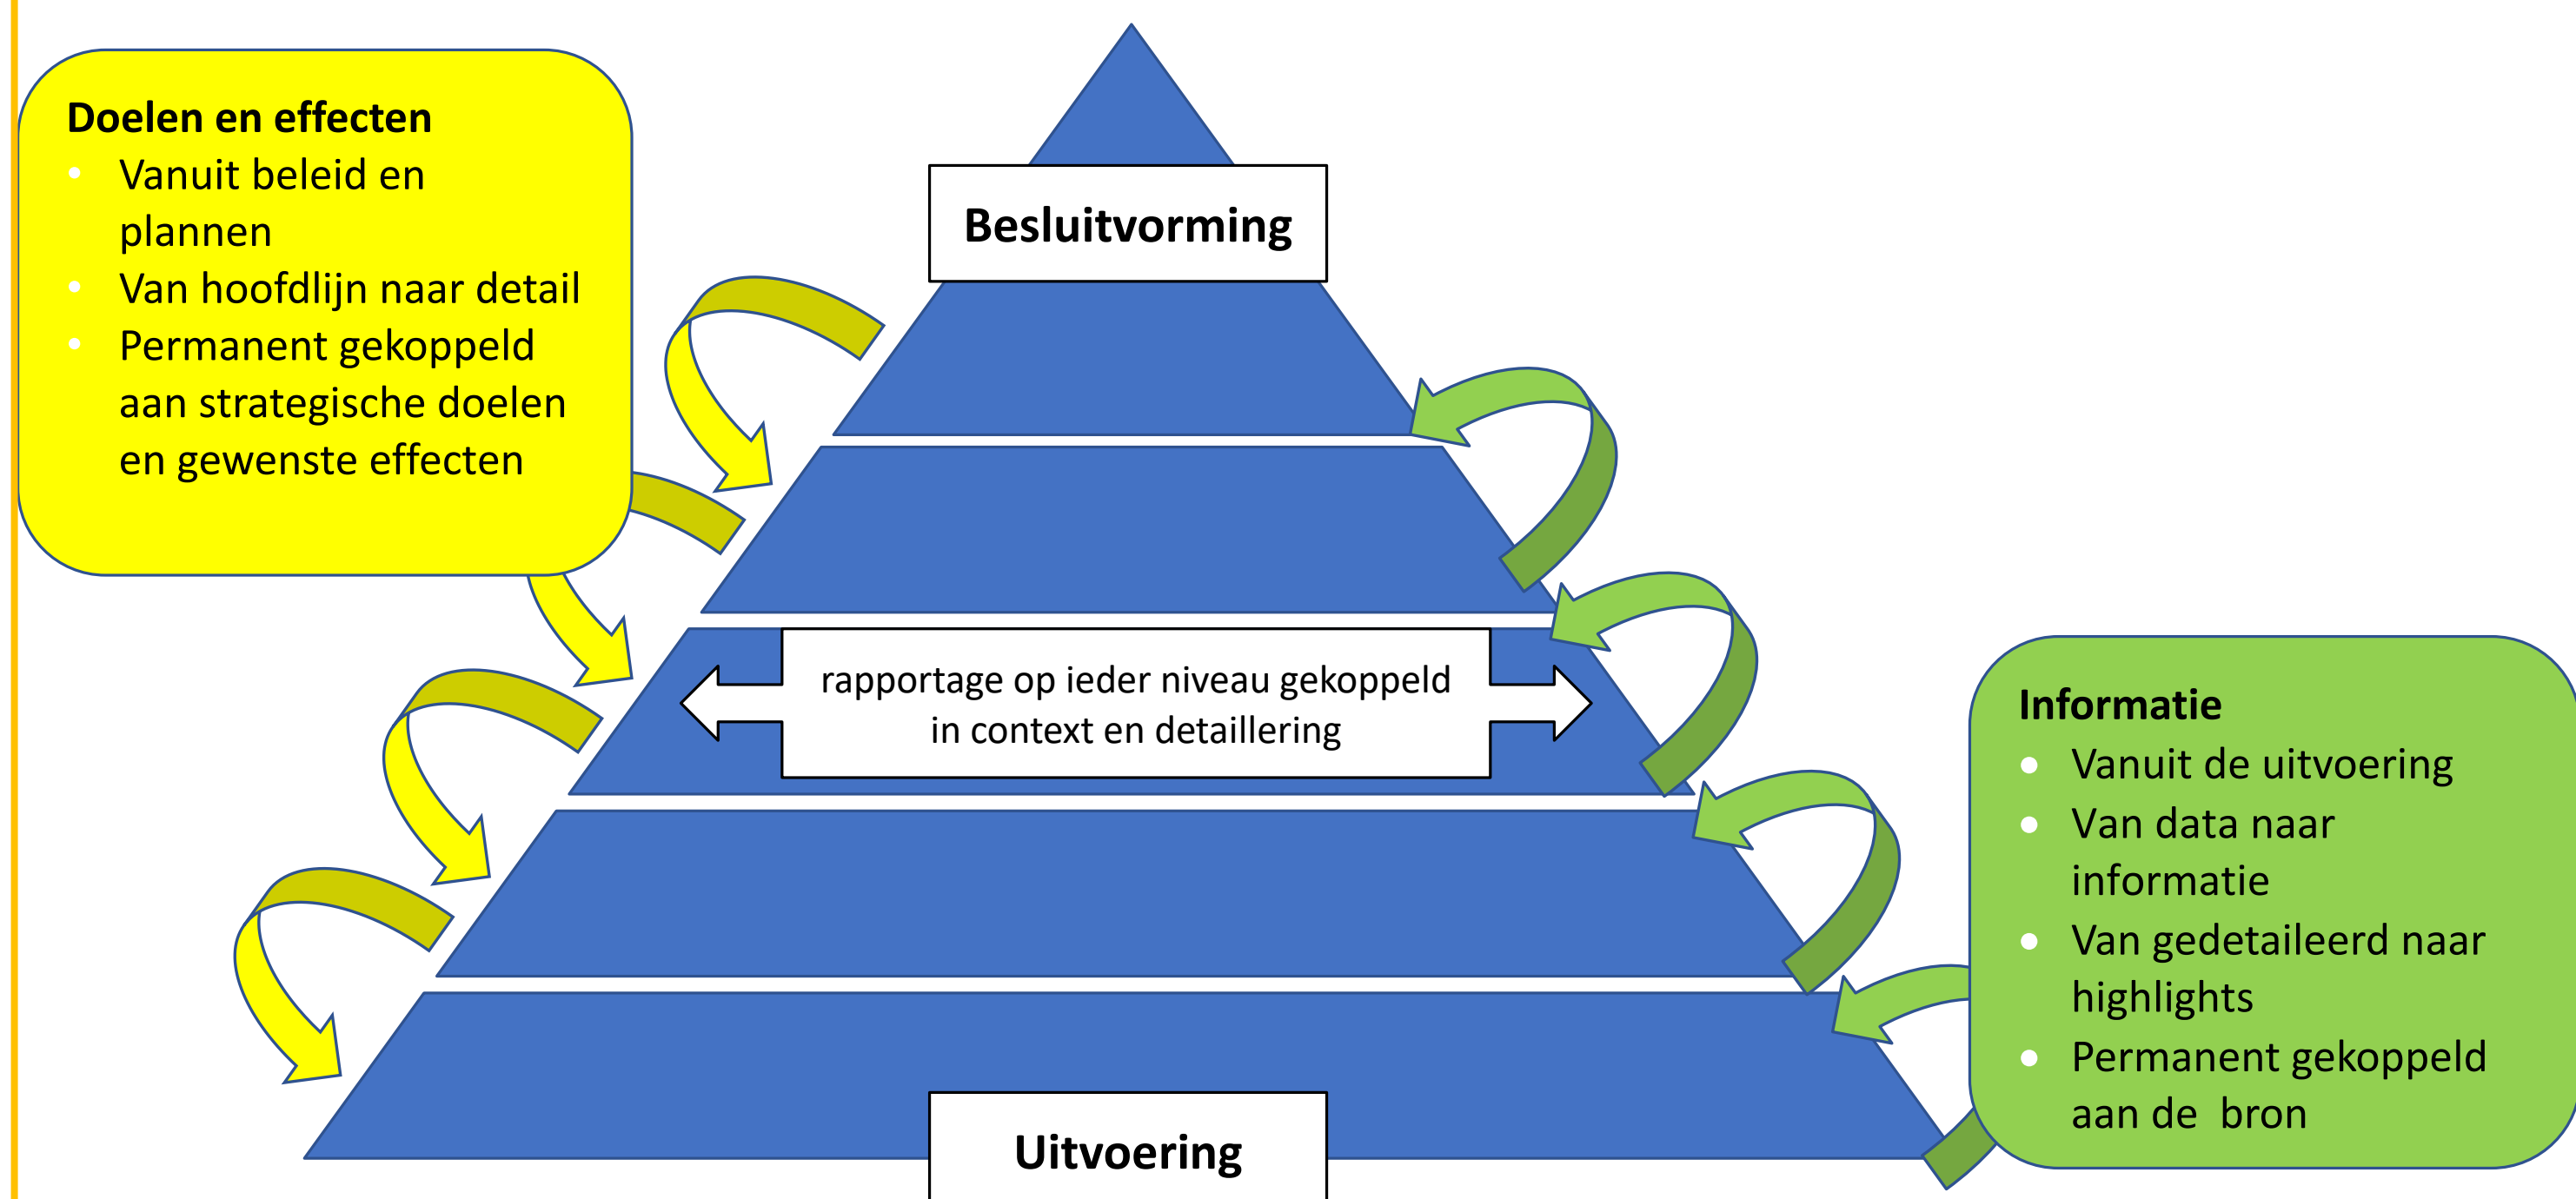 Doelen en effecten
• Vanuit beleid en
plannen
• Van hoofdlijn naar detail
• Permanent gekoppeld
aan strategische doelen
en gewenste effecten
Besluitvorming
rapportage op ieder niveau gekoppeld
in context en detaillering
Informatie
• Vanuit de uitvoering
• Van data naar
informatie
• Van gedetaileerd naar
highlights
• Permanent gekoppeld
aan de  bron
Uitvoering